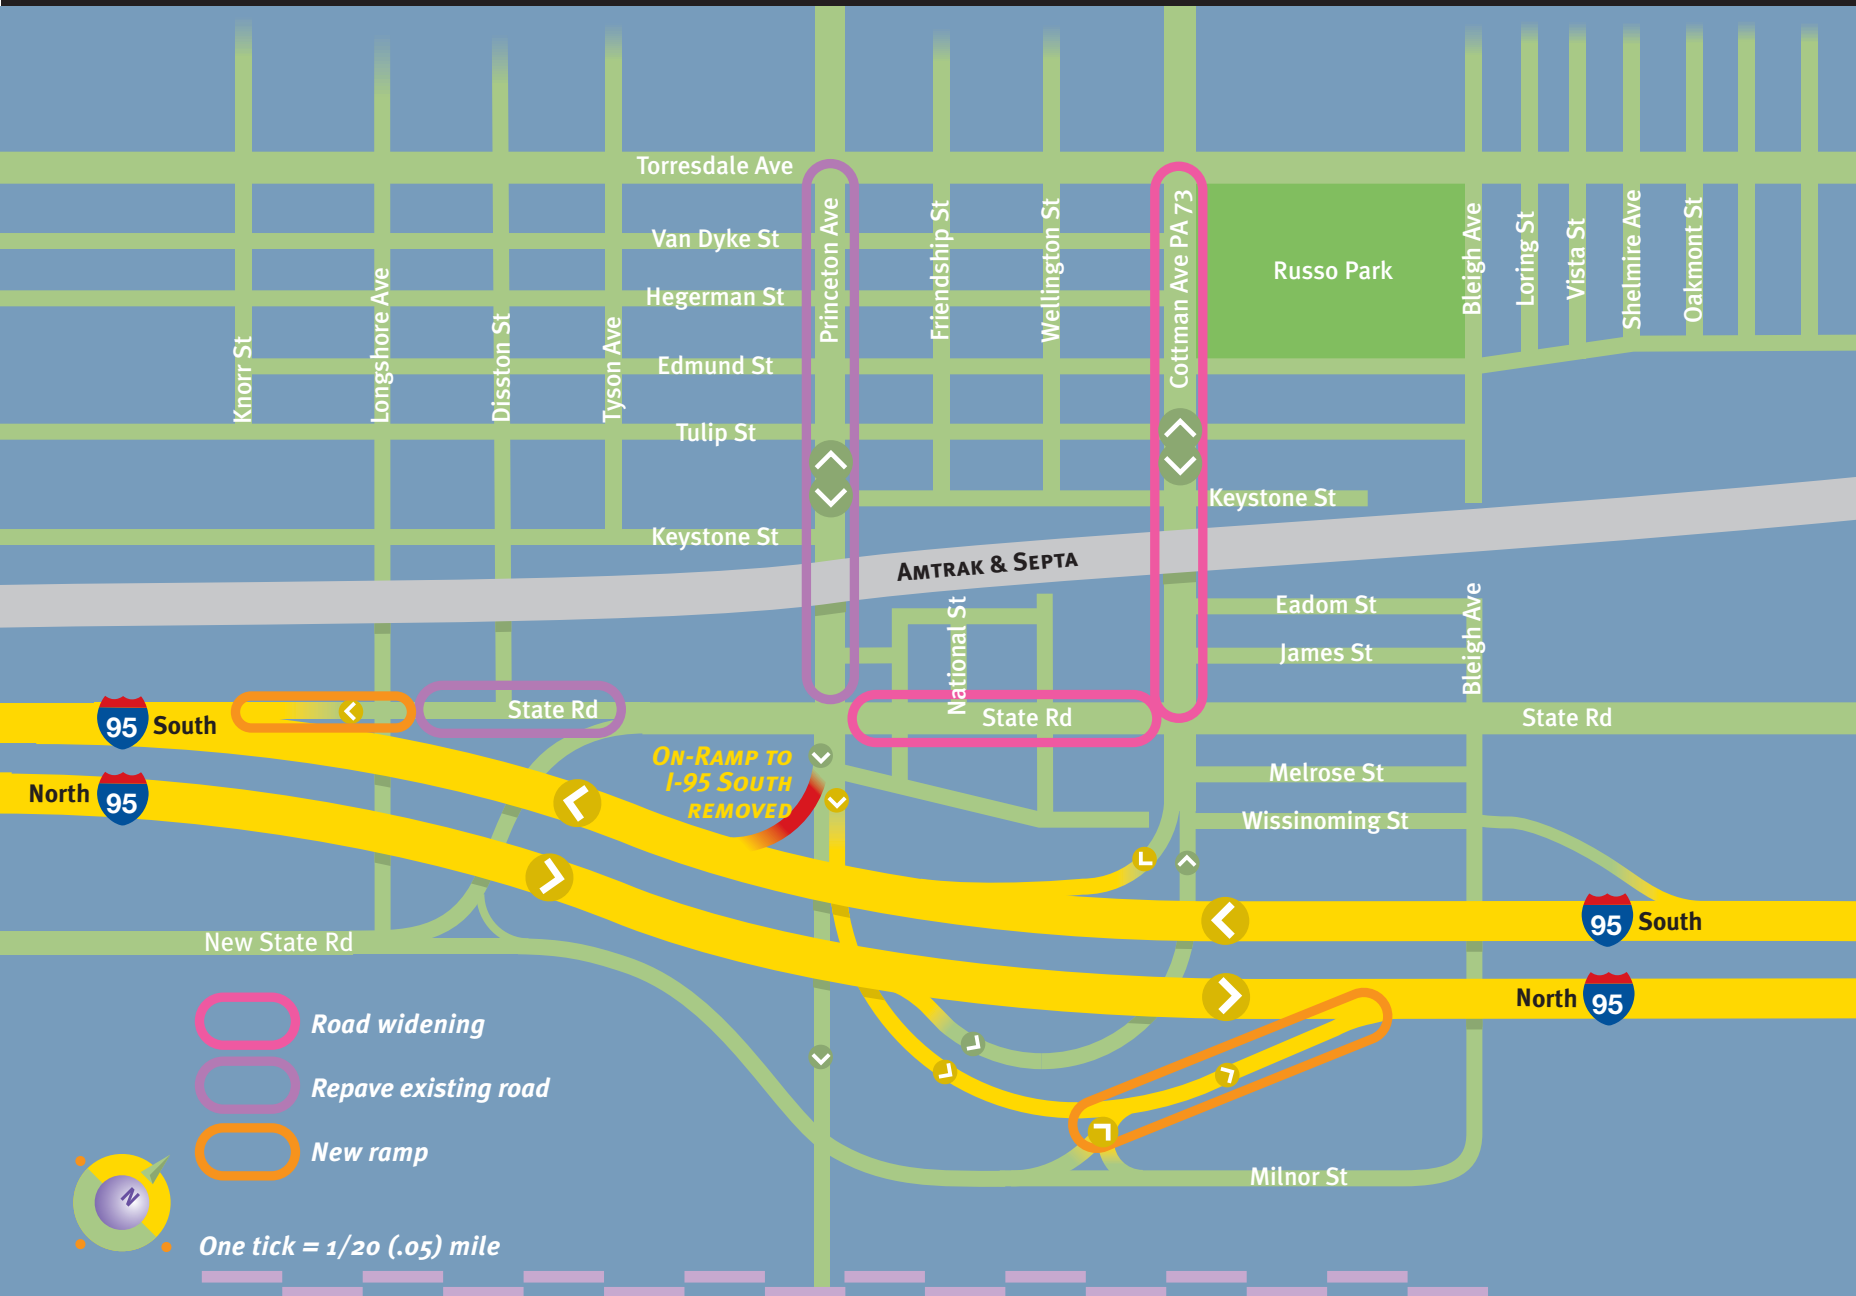 Torresdale Ave
Van Dyke St
Hegerman St
Edmund St
Tulip St
Keystone St
Keystone St
Knorr St
Longshore Ave
Disston St
Tyson Ave
Princeton Ave
Friendship St
Wellington St
Cottman Ave PA 73
Russo Park
Bleigh Ave
Loring St
Vista St
Shelmire Ave
Oakmont St
AMTRAK & SEPTA
National St
Eadom St
James St
Bleigh Ave
95 South
State Rd
State Rd
State Rd
North 95
ON-RAMP TO
I-95 SOUTH
REMOVED
Melrose St
Wissinoming St
95 South
New State Rd
North 95
Road widening
Repave existing road
New ramp
Milnor St
N
One tick = 1/20 (.05) mile